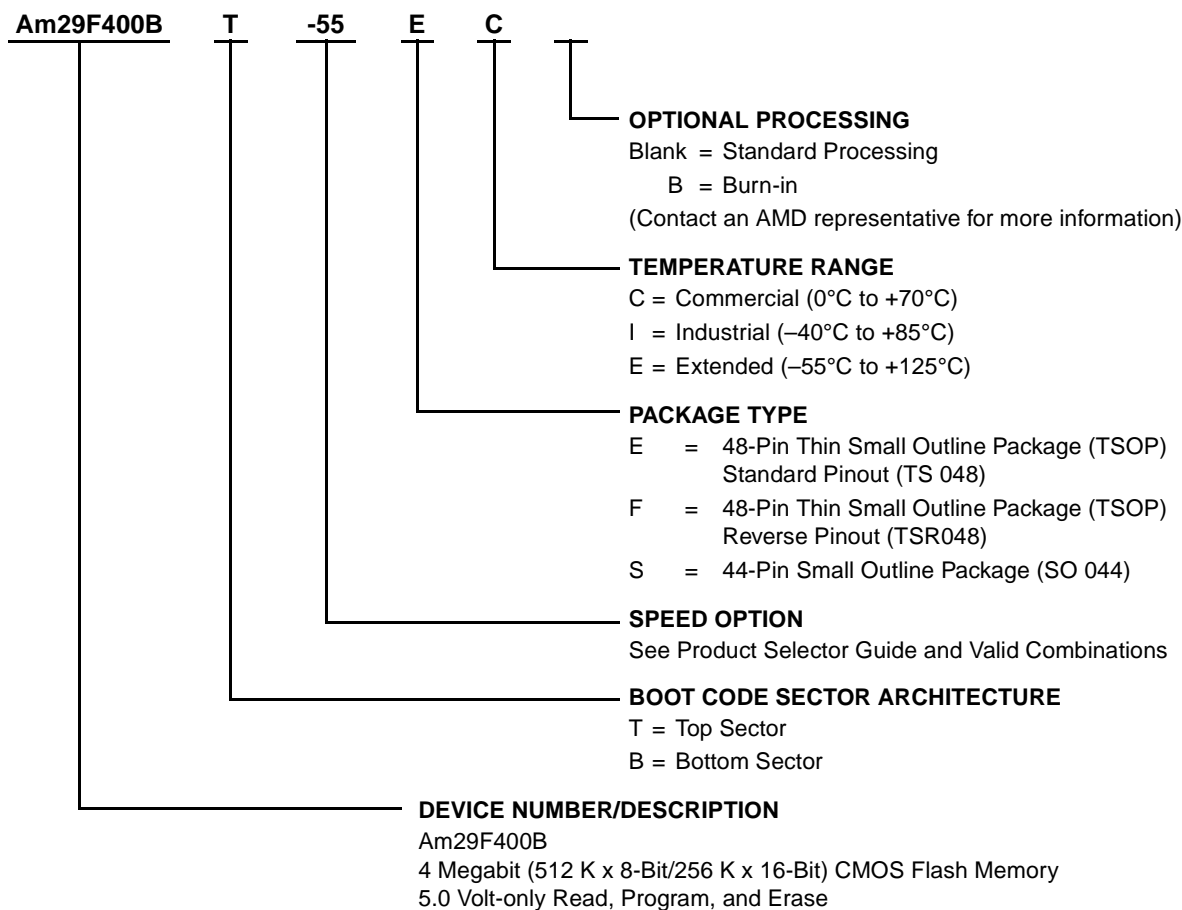 Am29F400B T -55 E C
OPTIONAL PROCESSING
Blank = Standard Processing
B = Burn-in
(Contact an AMD representative for more information)
TEMPERATURE RANGE
C = Commercial (0°C to +70°C)
I = Industrial (–40°C to +85°C)
E = Extended (–55°C to +125°C)
PACKAGE TYPE
E = 48-Pin Thin Small Outline Package (TSOP)
Standard Pinout (TS 048)
F = 48-Pin Thin Small Outline Package (TSOP)
Reverse Pinout (TSR048)
S = 44-Pin Small Outline Package (SO 044)
SPEED OPTION
See Product Selector Guide and Valid Combinations
BOOT CODE SECTOR ARCHITECTURE
T = Top Sector
B = Bottom Sector
DEVICE NUMBER/DESCRIPTION
Am29F400B
4 Megabit (512 K x 8-Bit/256 K x 16-Bit) CMOS Flash Memory
5.0 Volt-only Read, Program, and Erase